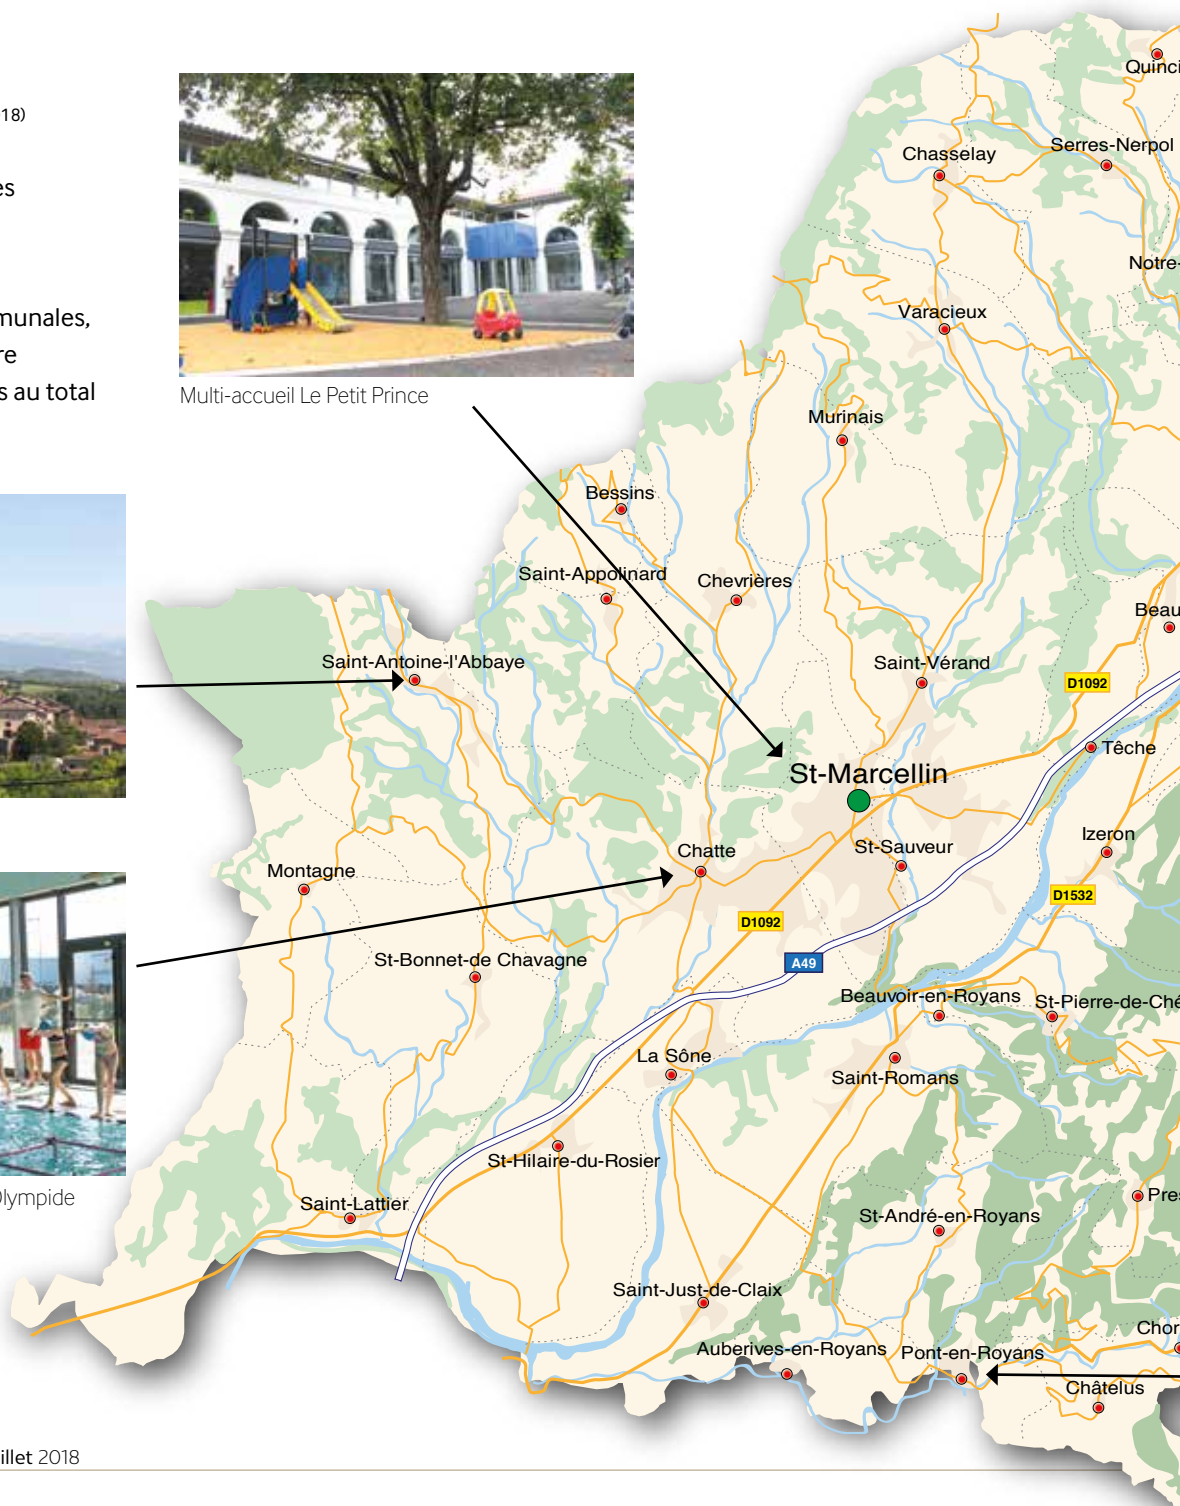 18)
es
munales,
re
s au total
Multi-accueil Le Petit Prince
Olympide
Quinci
Chasselay
Serres-Nerpol
Notre-
Varacieux
Murinais
Bessins
Saint-Appolinard
Chevrières
Beau
Saint-Antoine-l'Abbaye
Saint-Vérand
D1092
Têche
St-Marcellin
Izeron
Chatte
St-Sauveur
Montagne
D1532
D1092
St-Bonnet-de Chavagne
A49
Beauvoir-en-Royans
St-Pierre-de-Ché
La Sône
Saint-Romans
St-Hilaire-du-Rosier
Saint-Lattier
Pres
St-André-en-Royans
Saint-Just-de-Claix
Chor
Auberives-en-Royans
Pont-en-Royans
Châtelus
illet 2018